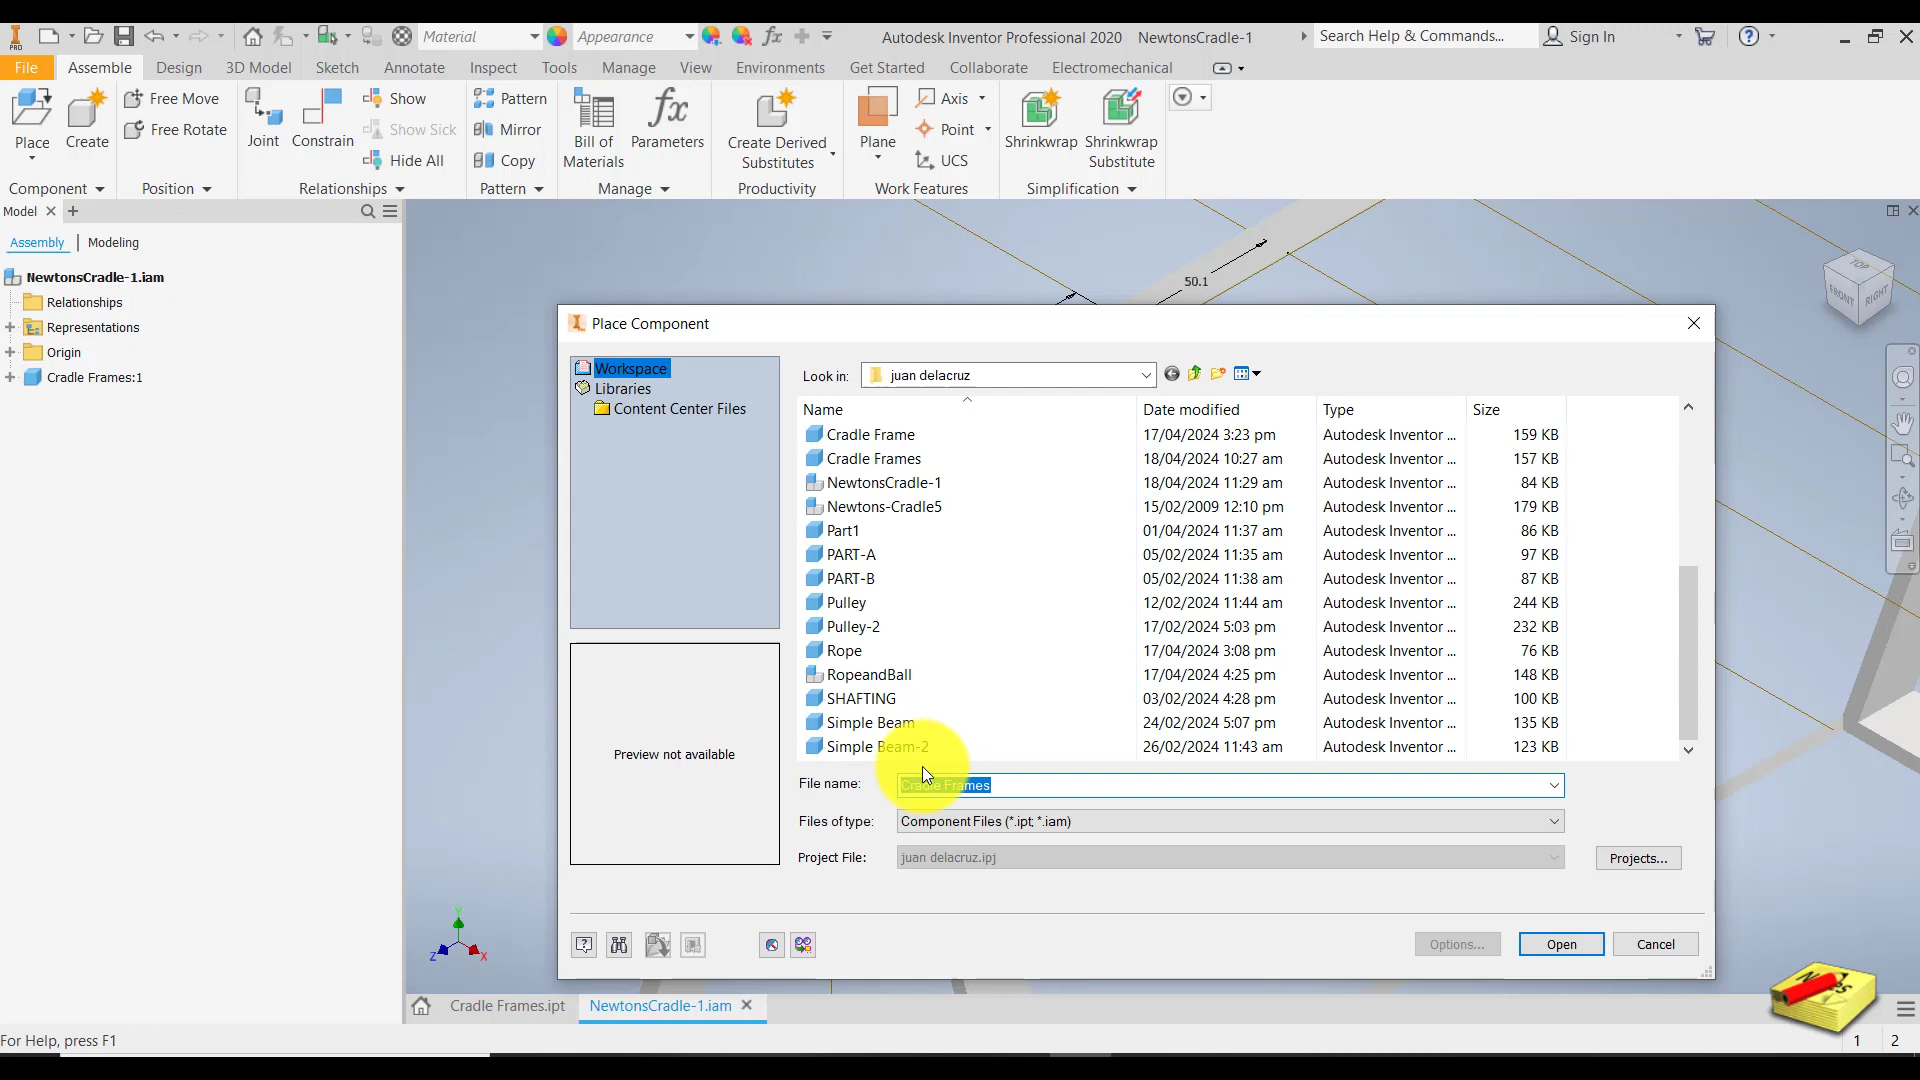 PRO
Material
Appearance
Autodesk Inventor Professional 2020 NewtonsCradle-1
Search Help & Commands...
Sign In
File Assemble Design 3D Model Sketch Annotate Inspect Tools Manage View Environments Get Started Collaborate Electromechanical
Place
Create
Free Move
Free Rotate
Joint
Constrain
Show
Show Sick
Hide All
Pattern
Mirror
Copy
Bill of
Materials
Parameters
Create Derived
Substitutes
Plane
Axis
Point
UCS
Shrinkwrap
Shrinkwrap
Substitute
Component Position Relationships Pattern Manage Productivity Work Features Simplification
Model
Assembly | Modeling
NewtonsCradle-1.iam
Relationships
Representations
Origin
Cradle Frames:1
50.1
TOP
FRONT
RIGHT
Place Component
Workspace
Libraries
Content Center Files
Preview not available
Look in: juan delacruz
Name Date modified Type Size
Cradle Frame 17/04/2024 3:23 pm Autodesk Inventor ... 159 KB
Cradle Frames 18/04/2024 10:27 am Autodesk Inventor ... 157 KB
NewtonsCradle-1 18/04/2024 11:29 am Autodesk Inventor ... 84 KB
Newtons-Cradle5 15/02/2009 12:10 pm Autodesk Inventor ... 179 KB
Part1 01/04/2024 11:37 am Autodesk Inventor ... 86 KB
PART-A 05/02/2024 11:35 am Autodesk Inventor ... 97 KB
PART-B 05/02/2024 11:38 am Autodesk Inventor ... 87 KB
Pulley 12/02/2024 11:44 am Autodesk Inventor ... 244 KB
Pulley-2 17/02/2024 5:03 pm Autodesk Inventor ... 232 KB
Rope 17/04/2024 3:08 pm Autodesk Inventor ... 76 KB
RopeandBall 17/04/2024 4:25 pm Autodesk Inventor ... 148 KB
SHAFTING 03/02/2024 4:28 pm Autodesk Inventor ... 100 KB
Simple Beam 24/02/2024 5:07 pm Autodesk Inventor ... 135 KB
Simple Beam-2 26/02/2024 11:43 am Autodesk Inventor ... 123 KB
File name: Cradle Frames
Files of type: Component Files (*.ipt; *.iam)
Project File: juan delacruz.ipj
Projects...
Options...
Open
Cancel
Y
Z
X
Cradle Frames.ipt
NewtonsCradle-1.iam
For Help, press F1
1 2